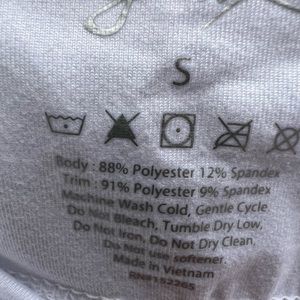 S
Body : 88% Polyester 12% Spandex
Trim : 91% Polyester 9% Spandex
Machine Wash Cold, Gentle Cycle
Do Not Bleach, Tumble Dry Low,
Do Not Iron, Do Not Dry Clean,
Do Not use softener.
Made in Vietnam